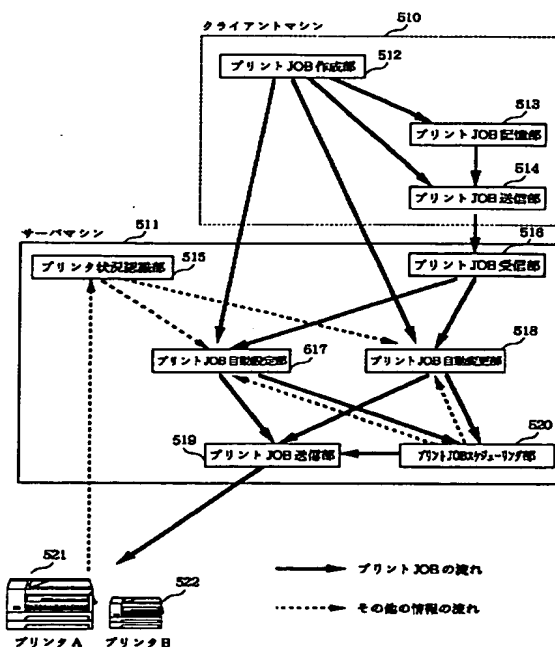 510
クライアントマシン
プリントJOB作成部
512
513
プリントJOB記憶部
514
プリントJOB送信部
サーバマシン
511
516
515
プリンタ状況認識部
プリントJOB受信部
518
プリントJOB自動設定部
517
プリントJOB自動変更部
520
519
プリントJOB送信部
プリントJOBスケジューリング部
521
522
プリントJOBの流れ
その他の情報の流れ
プリンタA
プリンタB